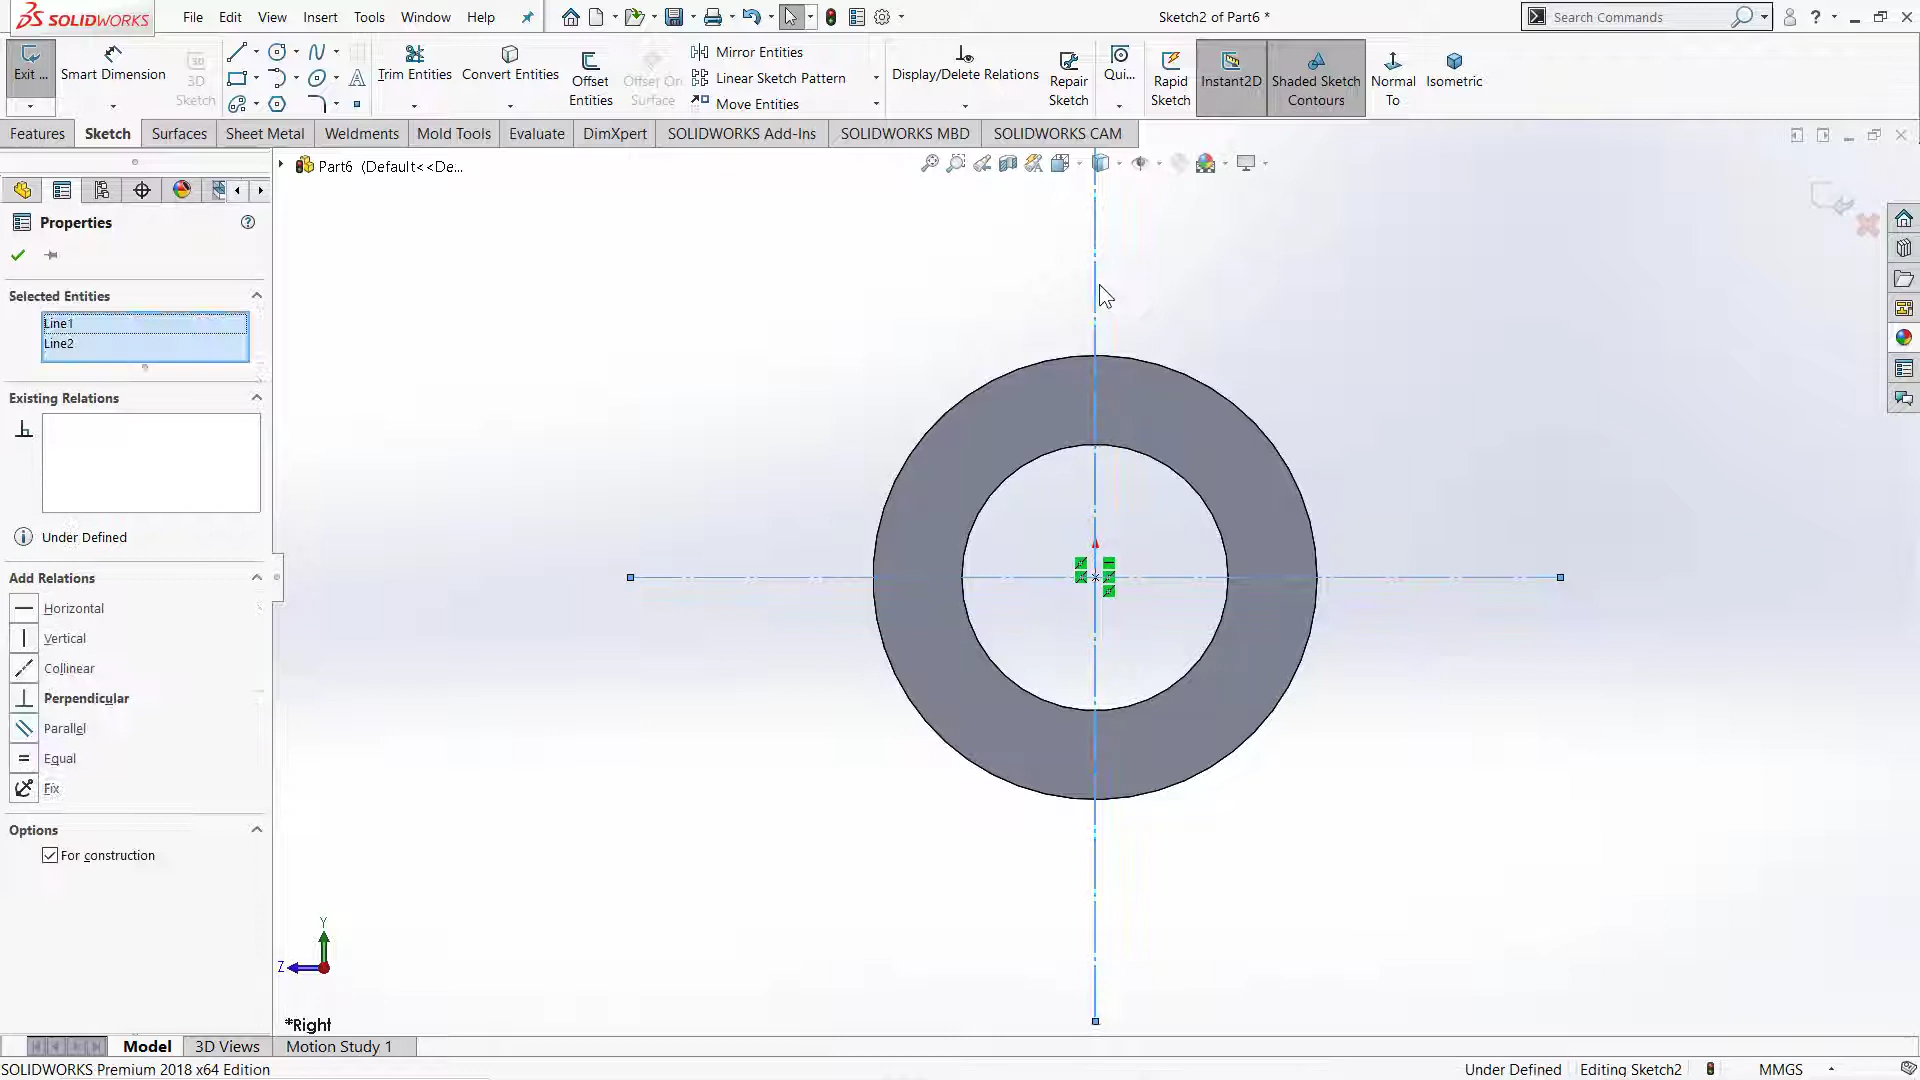 SOLIDWORKS File Edit View Insert Tools Window Help Sketch2 of Part6 * Search Commands
Exit ... Smart Dimension 3D Sketch Trim Entities Convert Entities Offset Entities Offset On Surface Mirror Entities Linear Sketch Pattern Move Entities Display/Delete Relations Repair Sketch Qui... Rapid Sketch Instant2D Shaded Sketch Contours Normal To Isometric
Features Sketch Surfaces Sheet Metal Weldments Mold Tools Evaluate DimXpert SOLIDWORKS Add-Ins SOLIDWORKS MBD SOLIDWORKS CAM
Part6 (Default<<De...
Properties
Selected Entities
Line1
Line2
Existing Relations
Under Defined
Add Relations
Horizontal
Vertical
Collinear
Perpendicular
Parallel
Equal
Fix
Options
For construction
Y
Z
*Right
Model 3D Views Motion Study 1
SOLIDWORKS Premium 2018 x64 Edition Under Defined Editing Sketch2 MMGS